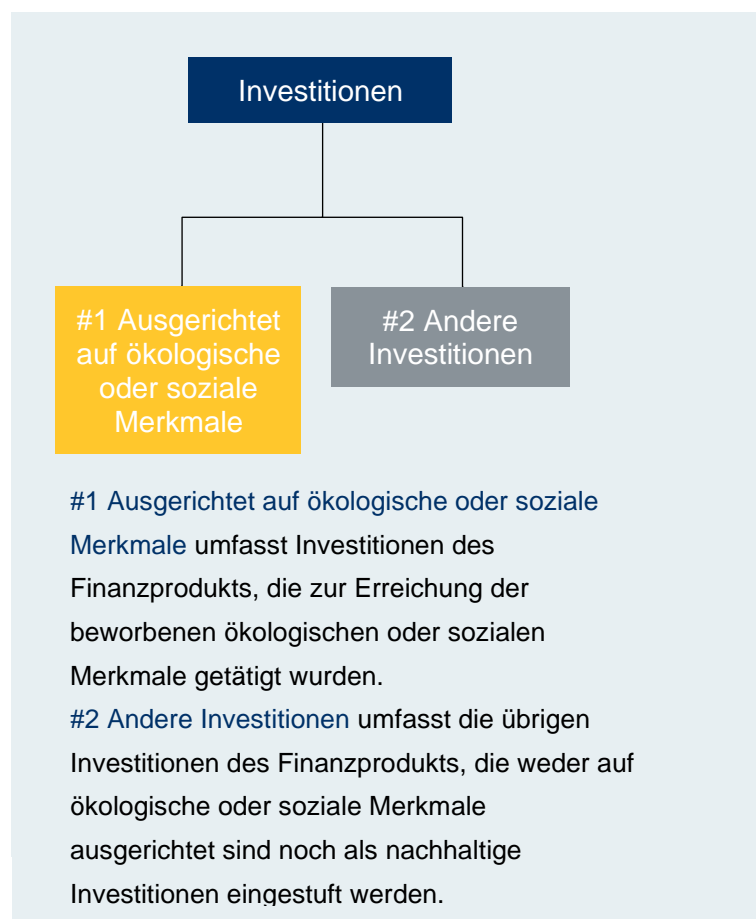 Investitionen
#1 Ausgerichtet
auf ökologische
oder soziale
Merkmale
#2 Andere
Investitionen
#1 Ausgerichtet auf ökologische oder soziale
Merkmale umfasst Investitionen des
Finanzprodukts, die zur Erreichung der
beworbenen ökologischen oder sozialen
Merkmale getätigt wurden.
#2 Andere Investitionen umfasst die übrigen
Investitionen des Finanzprodukts, die weder auf
ökologische oder soziale Merkmale
ausgerichtet sind noch als nachhaltige
Investitionen eingestuft werden.